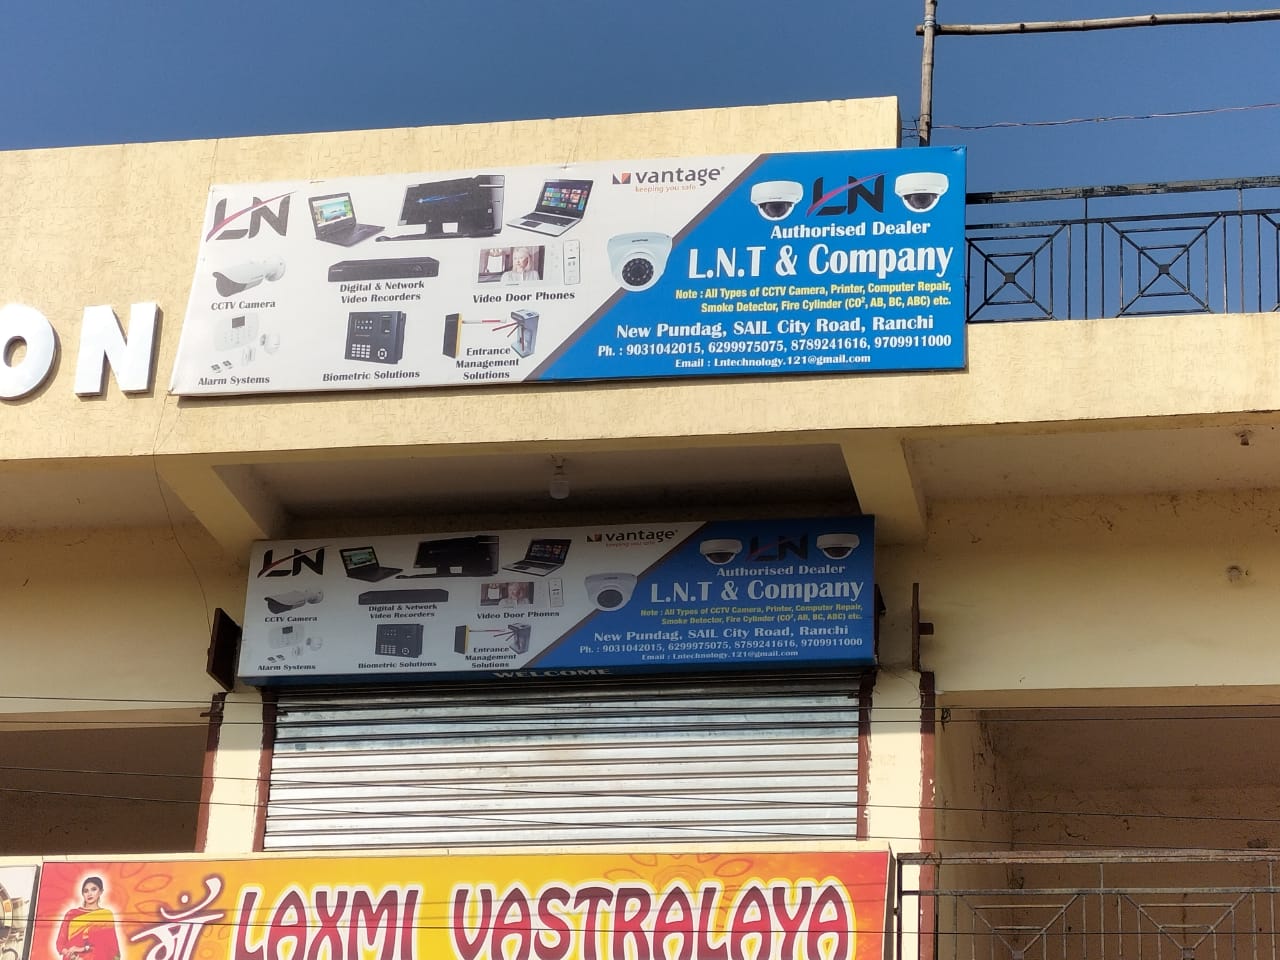 ON
LN
vantage®
keeping you safe
CCTV Camera
Digital & Network
Video Recorders
Video Door Phones
Alarm Systems
Biometric Solutions
Entrance
Management
Solutions
LN
Authorised Dealer
L.N.T & Company
Note : All Types of CCTV Camera, Printer, Computer Repair,
Smoke Detector, Fire Cylinder (CO², AB, BC, ABC) etc.
New Pundag, SAIL City Road, Ranchi
Ph. : 9031042015, 6299975075, 8789241616, 9709911000
Email : Lntechnology.121@gmail.com
LN
vantage®
keeping you safe
CCTV Camera
Digital & Network
Video Recorders
Video Door Phones
Alarm Systems
Biometric Solutions
Entrance
Management
Solutions
LN
Authorised Dealer
L.N.T & Company
Note : All Types of CCTV Camera, Printer, Computer Repair,
Smoke Detector, Fire Cylinder (CO², AB, BC, ABC) etc.
New Pundag, SAIL City Road, Ranchi
Ph. : 9031042015, 6299975075, 8789241616, 9709911000
Email : Lntechnology.121@gmail.com
WELCOME
माँ LAXMI VASTRALAYA